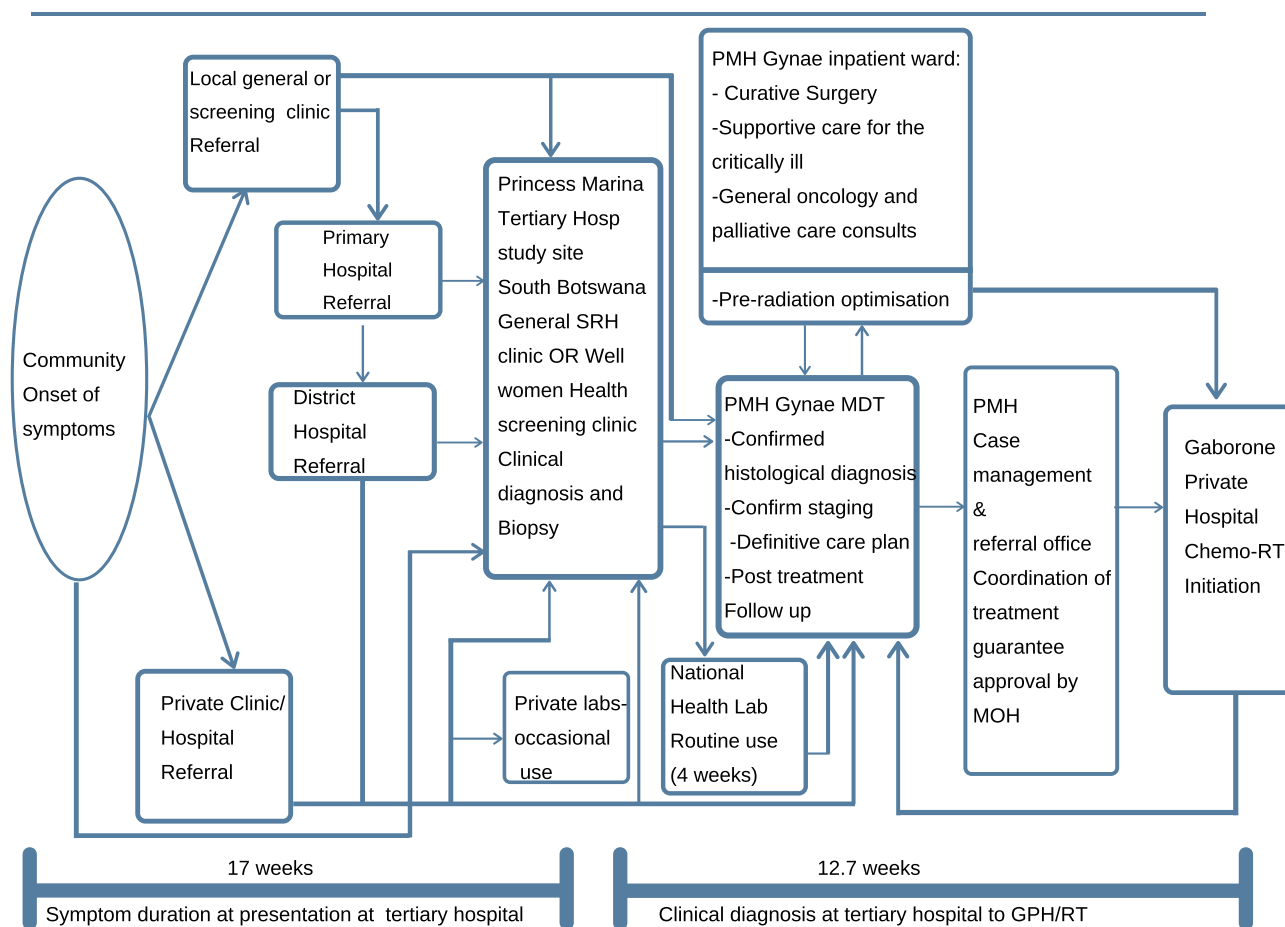 Local general or
screening  clinic
Referral
Primary
Hospital
Referral
District
Hospital
Referral
Community
Onset of
symptoms
Private Clinic/
Hospital
Referral
Princess Marina
Tertiary Hosp
study site
South Botswana
General SRH
clinic OR Well
women Health
screening clinic
Clinical
diagnosis and
Biopsy
Private labs-
occasional
use
National
Health Lab
Routine use
(4 weeks)
PMH Gynae inpatient ward:
- Curative Surgery
-Supportive care for the
critically ill
-General oncology and
palliative care consults
-Pre-radiation optimisation
PMH Gynae MDT
-Confirmed
histological diagnosis
-Confirm staging
-Definitive care plan
-Post treatment
Follow up
PMH
Case
management
&
referral office
Coordination of
treatment
guarantee
approval by
MOH
Gaborone
Private
Hospital
Chemo-RT
Initiation
17 weeks
Symptom duration at presentation at  tertiary hospital
12.7 weeks
Clinical diagnosis at tertiary hospital to GPH/RT